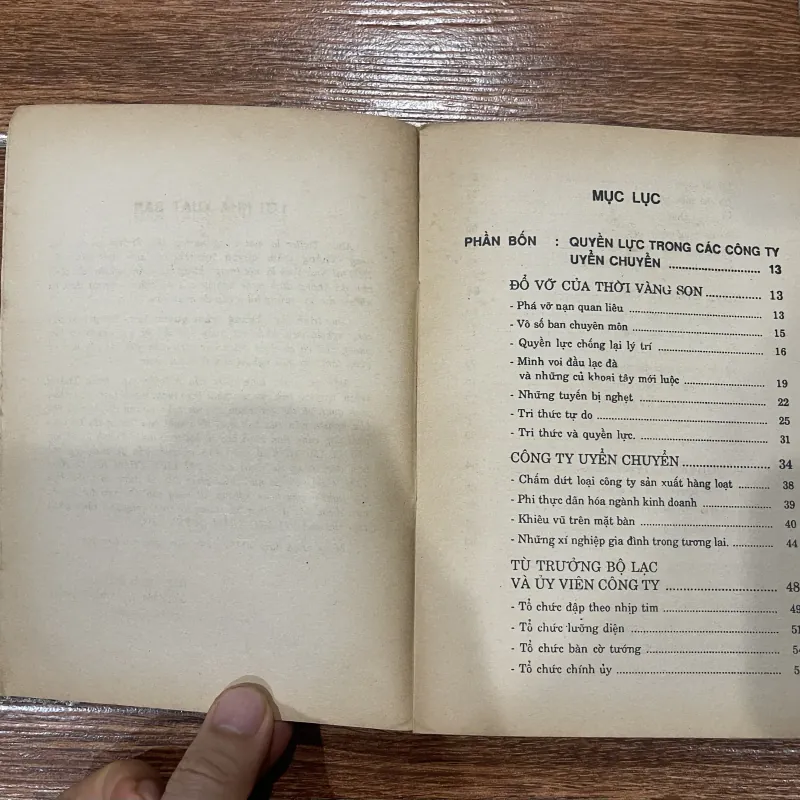 MỤC LỤC
PHẦN BỐN : QUYỀN LỰC TRONG CÁC CÔNG TY
UYỂN CHUYỂN ........................... 13
ĐỔ VỠ CỦA THỜI VÀNG SON ................ 13
- Phá vỡ nạn quan liêu ................................ 13
- Vô số ban chuyên môn ............................... 15
- Quyền lực chống lại lý trí ......................... 16
- Mình voi đầu lạc đà
và những củ khoai tây mới luộc ..................... 19
- Những tuyến bị nghẹt ............................... 22
- Tri thức tự do ..................................... 25
- Tri thức và quyền lực. ............................. 31
CÔNG TY UYỂN CHUYỂN ...................... 34
- Chấm dứt loại công ty sản xuất hàng loạt ........ 38
- Phi thực dân hóa ngành kinh doanh ............... 39
- Khiêu vũ trên mặt bàn .............................. 40
- Những xí nghiệp gia đình trong tương lai. .......... 44
TÙ TRƯỞNG BỘ LẠC
VÀ ỦY VIÊN CÔNG TY ......................... 48
- Tổ chức đập theo nhịp tim .......................... 49
- Tổ chức lưỡng diện ................................. 51
- Tổ chức bàn cờ tướng ...............................
- Tổ chức chính ủy ...................................